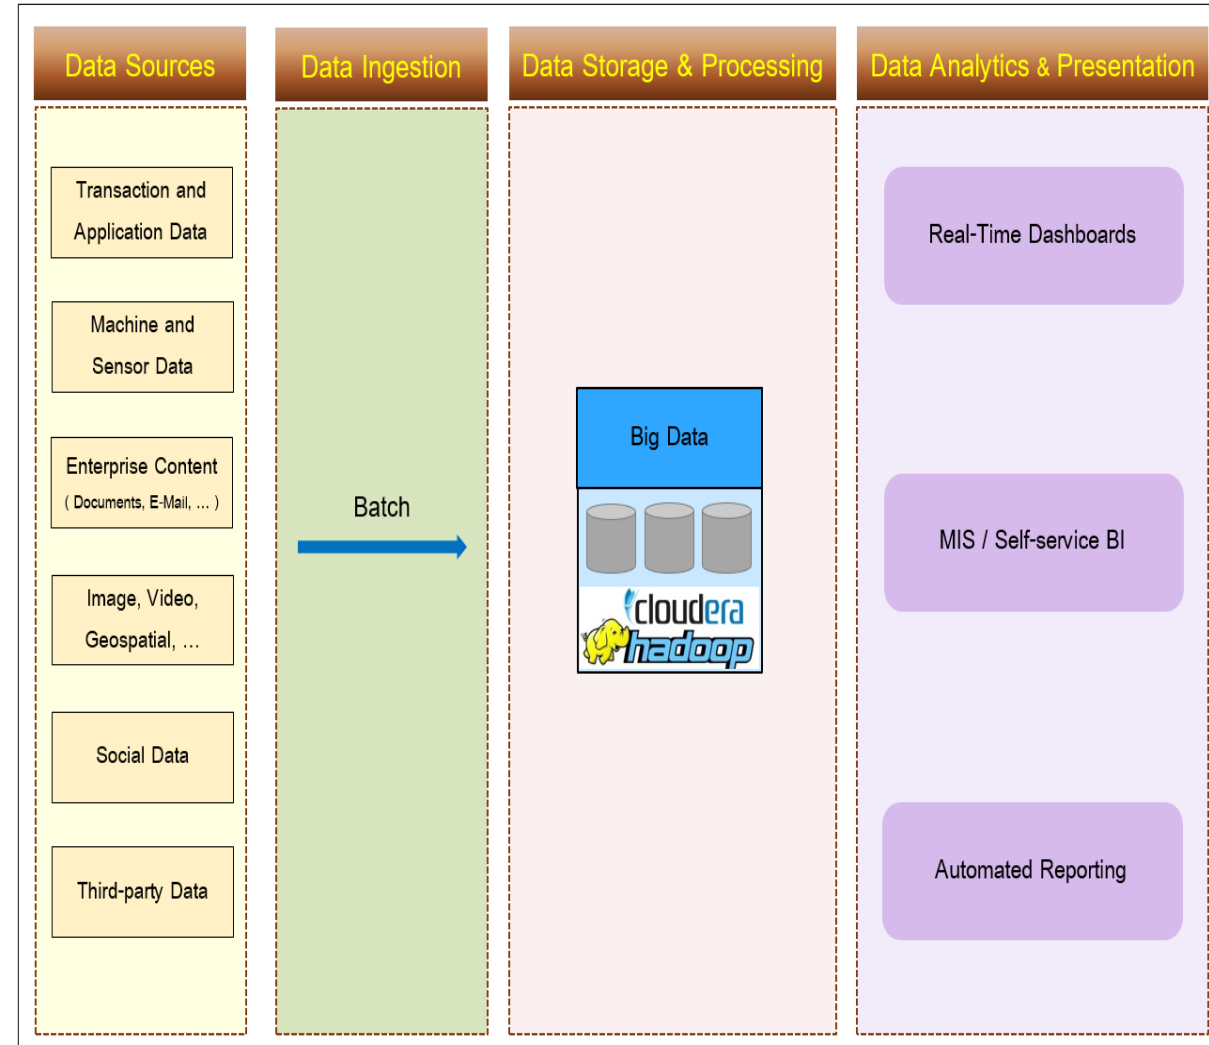 Data Sources
Data Ingestion
Data Storage & Processing
Data Analytics & Presentation
Transaction and
Application Data
Machine and
Sensor Data
Enterprise Content
( Documents, E-Mail, ... )
Image, Video,
Geospatial, ...
Social Data
Third-party Data
Batch
Big Data
cloudera
hadoop
Real-Time Dashboards
MIS / Self-service BI
Automated Reporting